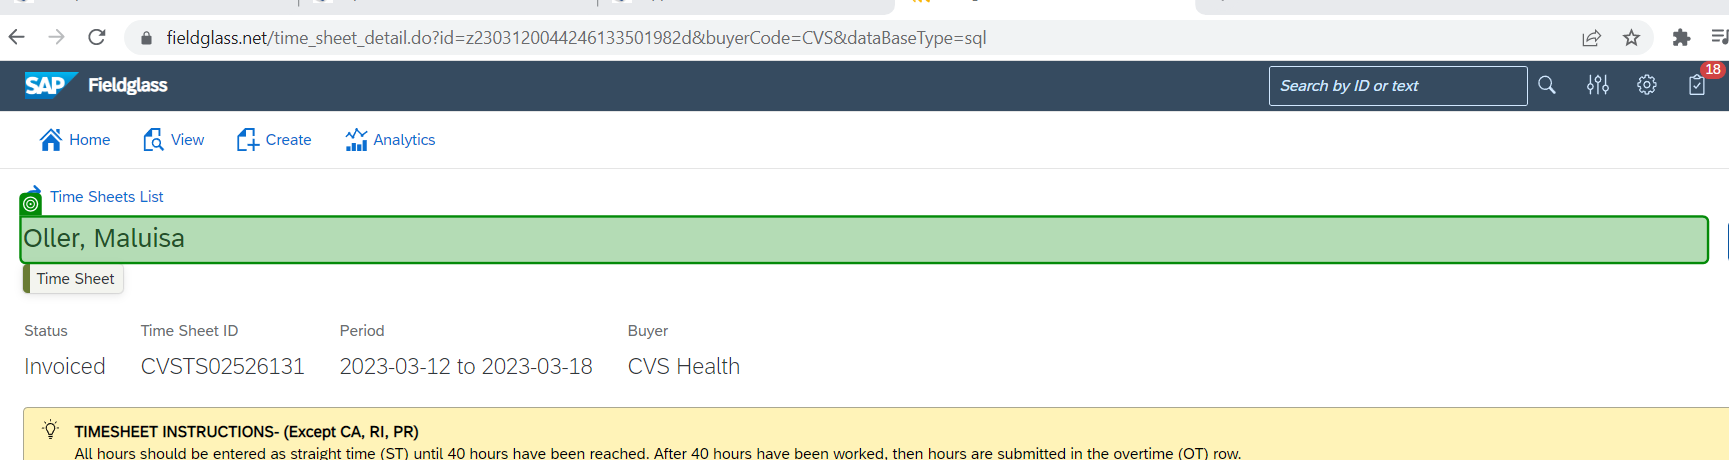 fieldglass.net/time_sheet_detail.do?id=z2303120044246133501982d&buyerCode=CVS&dataBaseType=sql
SAP Fieldglass Search by ID or text 18
Home View Create Analytics
Time Sheets List
Oller, Maluisa
Time Sheet
Status Time Sheet ID Period Buyer
Invoiced CVSTS02526131 2023-03-12 to 2023-03-18 CVS Health
TIMESHEET INSTRUCTIONS- (Except CA, RI, PR)
All hours should be entered as straight time (ST) until 40 hours have been reached. After 40 hours have been worked, then hours are submitted in the overtime (OT) row.